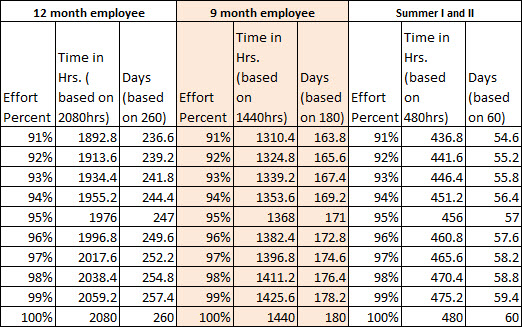 12 month employee 9 month employee Summer I and II
Effort Percent Time in Hrs. ( based on 2080hrs) Days (based on 260) Effort Percent Time in Hrs. (based on 1440hrs) Days (based on 180) Effort Percent Time in Hrs. (based on 480hrs) Days (based on 60)
91% 1892.8 236.6 91% 1310.4 163.8 91% 436.8 54.6
92% 1913.6 239.2 92% 1324.8 165.6 92% 441.6 55.2
93% 1934.4 241.8 93% 1339.2 167.4 93% 446.4 55.8
94% 1955.2 244.4 94% 1353.6 169.2 94% 451.2 56.4
95% 1976 247 95% 1368 171 95% 456 57
96% 1996.8 249.6 96% 1382.4 172.8 96% 460.8 57.6
97% 2017.6 252.2 97% 1396.8 174.6 97% 465.6 58.2
98% 2038.4 254.8 98% 1411.2 176.4 98% 470.4 58.8
99% 2059.2 257.4 99% 1425.6 178.2 99% 475.2 59.4
100% 2080 260 100% 1440 180 100% 480 60